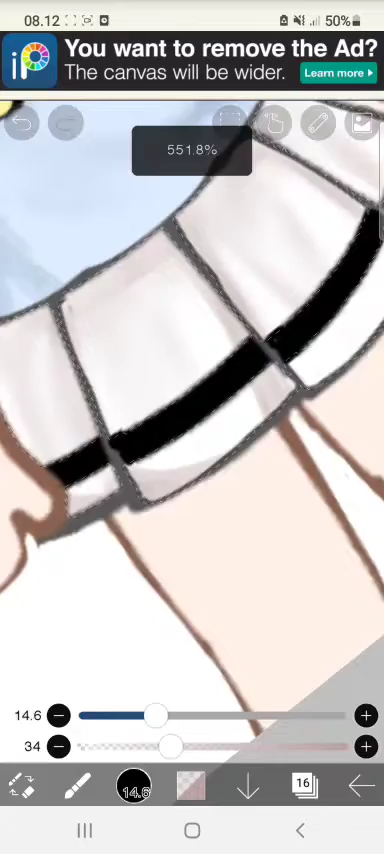 08.12
50%
iP
You want to remove the Ad?
The canvas will be wider.
Learn more
551.8%
14.6
34
14.6
16